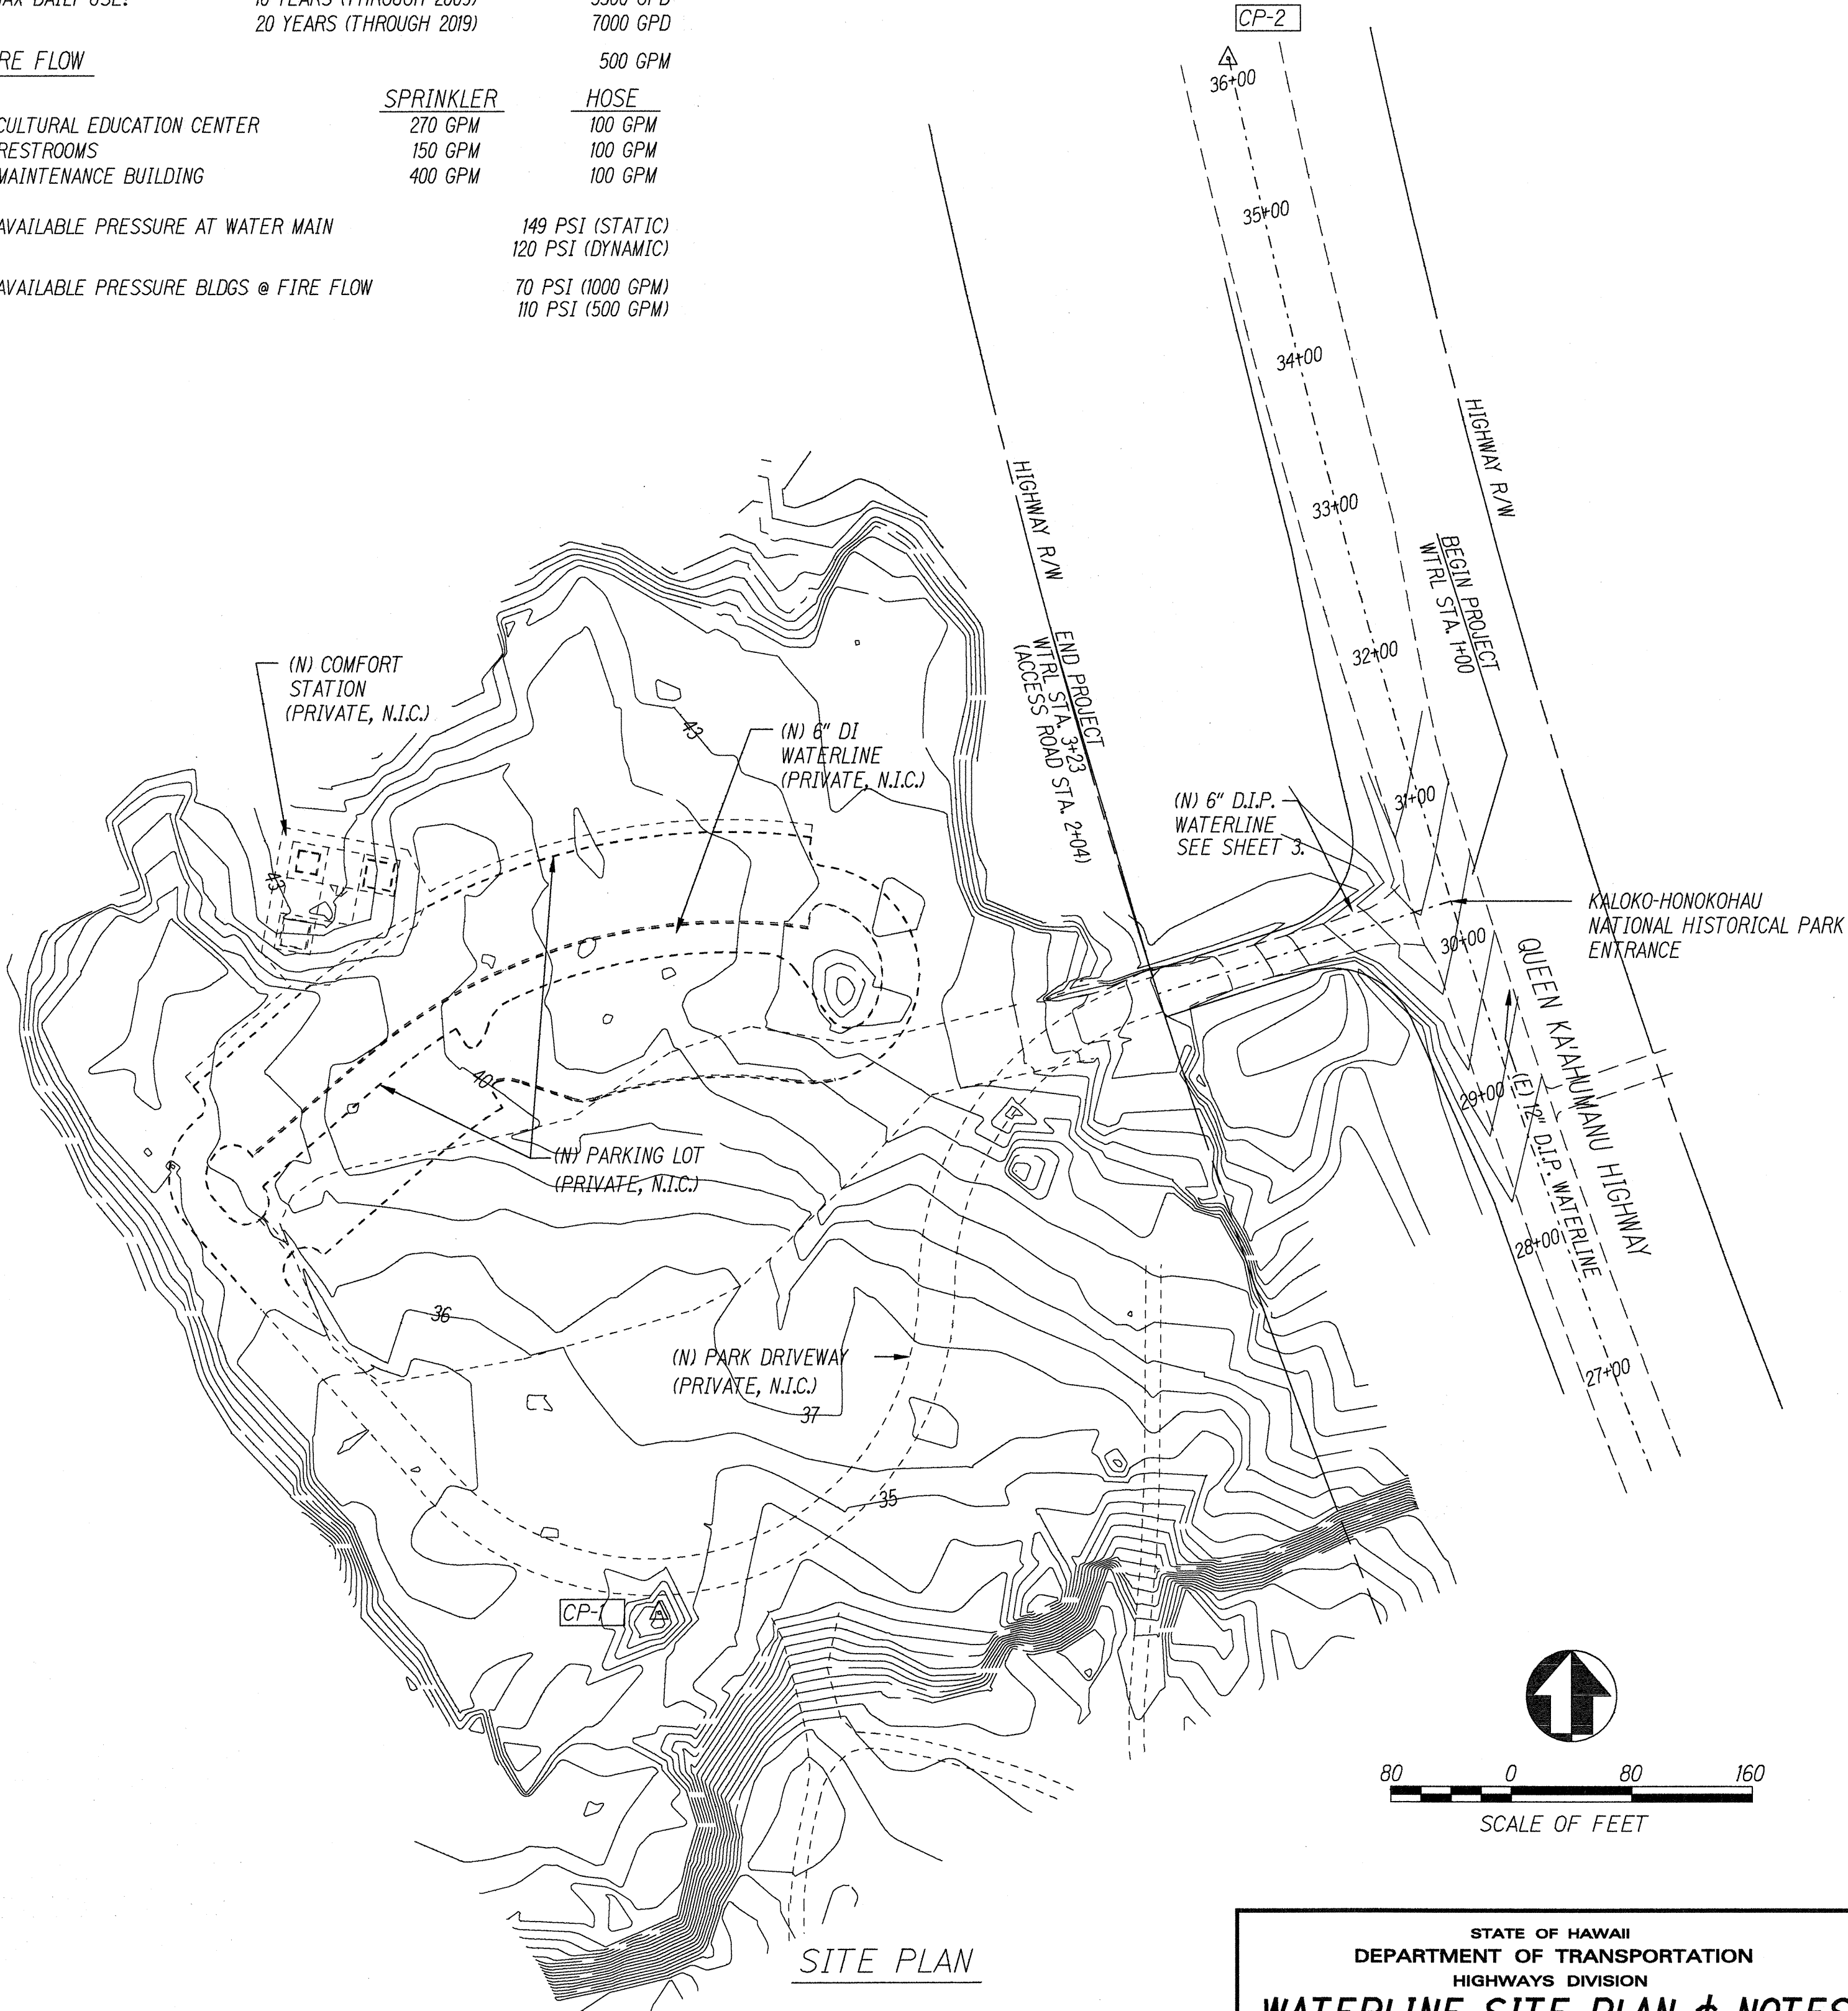 20 YEARS (THROUGH 2019) 7000 GPD
FLOW 500 GPM
SPRINKLER HOSE
CULTURAL EDUCATION CENTER 270 GPM 100 GPM
RESTROOMS 150 GPM 100 GPM
MAINTENANCE BUILDING 400 GPM 100 GPM
AVAILABLE PRESSURE AT WATER MAIN 149 PSI (STATIC)
120 PSI (DYNAMIC)
AVAILABLE PRESSURE BLDGS @ FIRE FLOW 70 PSI (1000 GPM)
110 PSI (500 GPM)
CP-2
36+00
35+00
34+00
33+00
32+00
31+00
30+00
29+00
28+00
27+00
HIGHWAY R/W
HIGHWAY R/W
BEGIN PROJECT
WTRL STA. 1+00
END PROJECT
WTRL STA. 3+23
(ACCESS ROAD STA. 2+04)
(N) COMFORT
STATION
(PRIVATE, N.I.C.)
43
(N) 6" DI
WATERLINE
(PRIVATE, N.I.C.)
(N) 6" D.I.P.
WATERLINE
SEE SHEET 3.
KALOKO-HONOKOHAU
NATIONAL HISTORICAL PARK
ENTRANCE
QUEEN KA'AHUMANU HIGHWAY
(E) 12" D.I.P. WATERLINE
43
40
(N) PARKING LOT
(PRIVATE, N.I.C.)
36
(N) PARK DRIVEWAY
(PRIVATE, N.I.C.)
37
35
CP-1
80 0 80 160
SCALE OF FEET
SITE PLAN
STATE OF HAWAII
DEPARTMENT OF TRANSPORTATION
HIGHWAYS DIVISION
WATERLINE SITE PLAN & NOTES